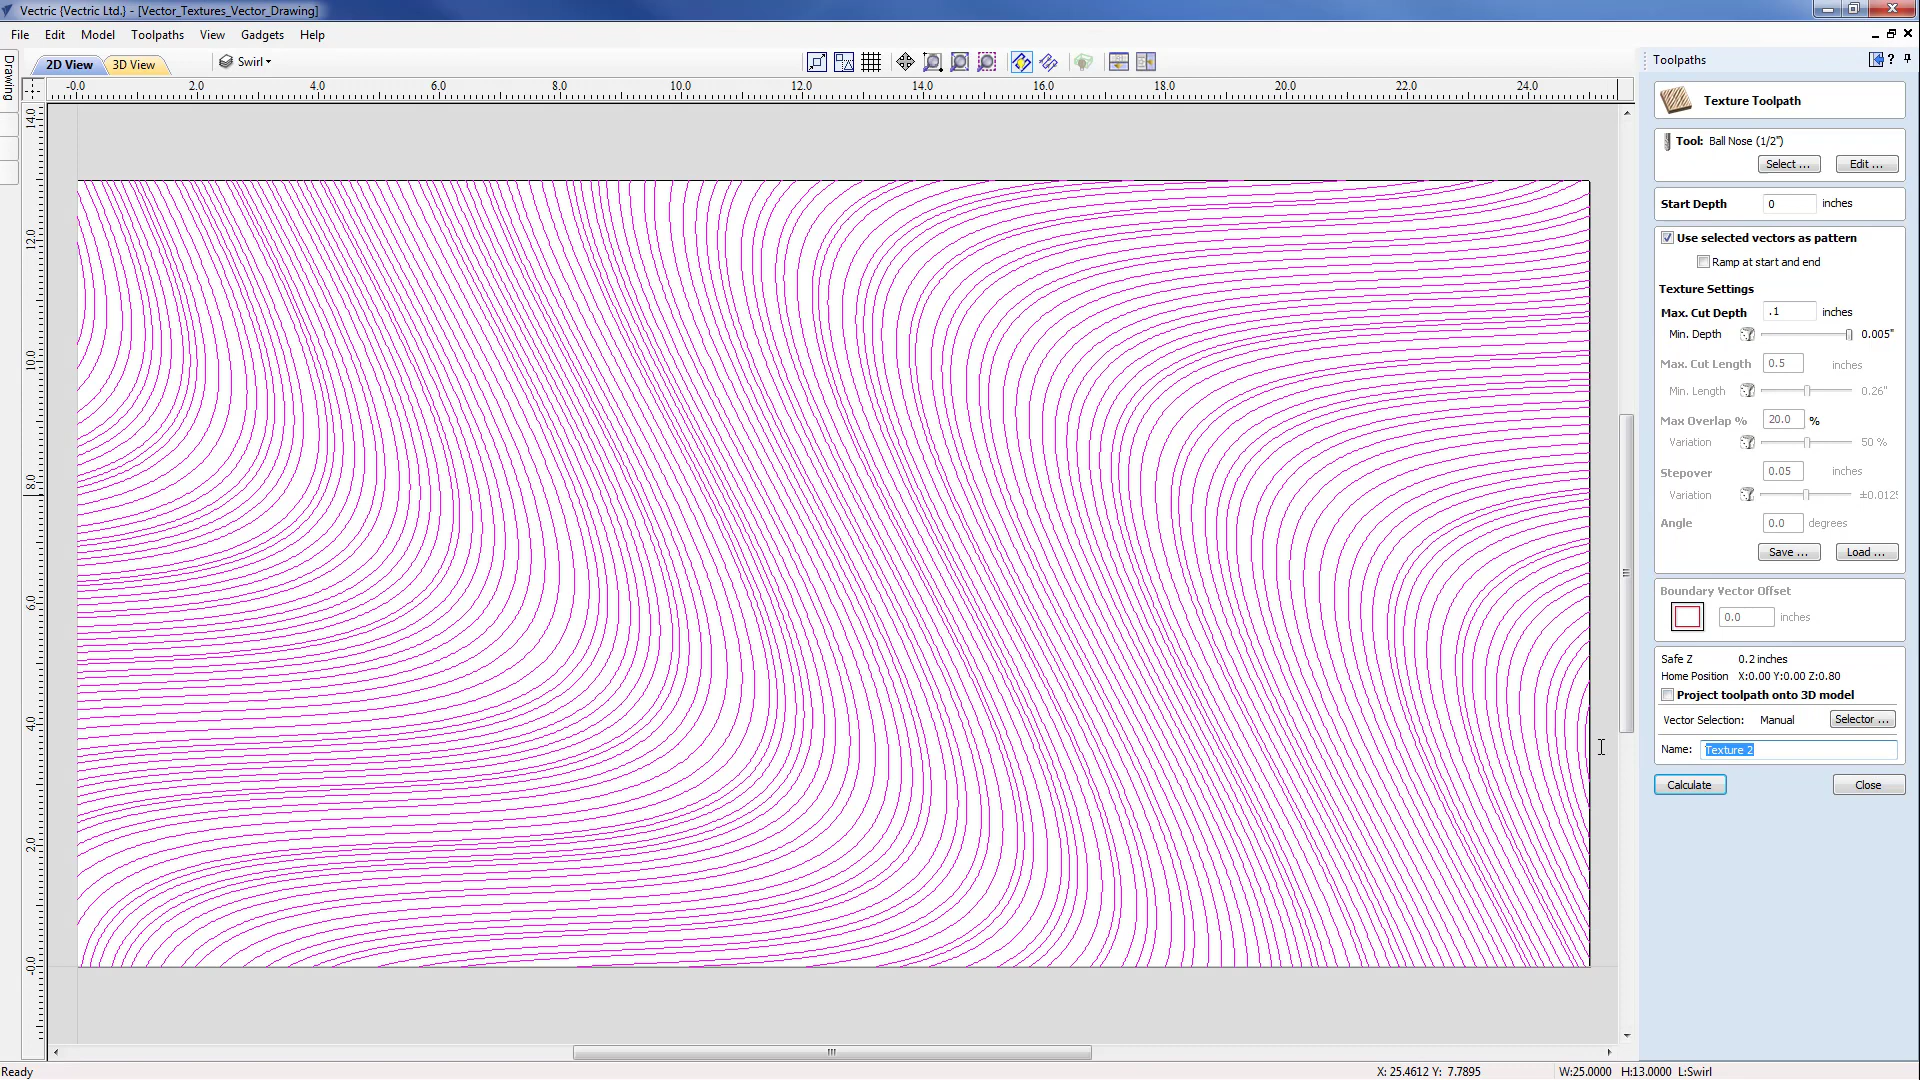 Vectric {Vectric Ltd.} - [Vector_Textures_Vector_Drawing]
File Edit Model Toolpaths View Gadgets Help
Drawing
2D View 3D View Swirl
-0.0 2.0 4.0 6.0 8.0 10.0 12.0 14.0 16.0 18.0 20.0 22.0 24.0
14.0
12.0
10.0
8.0
6.0
4.0
2.0
-0.0
Toolpaths
Texture Toolpath
Tool: Ball Nose (1/2")
Select ... Edit ...
Start Depth 0 inches
Use selected vectors as pattern
Ramp at start and end
Texture Settings
Max. Cut Depth .1 inches
Min. Depth 0.005"
Max. Cut Length 0.5 inches
Min. Length 0.26"
Max Overlap % 20.0 %
Variation 50 %
Stepover 0.05 inches
Variation ±0.0125
Angle 0.0 degrees
Save ... Load ...
Boundary Vector Offset
0.0 inches
Safe Z 0.2 inches
Home Position X:0.00 Y:0.00 Z:0.80
Project toolpath onto 3D model
Vector Selection: Manual Selector ...
Name: Texture 2
Calculate Close
Ready X: 25.4612 Y: 7.7895 W:25.0000 H:13.0000 L:Swirl